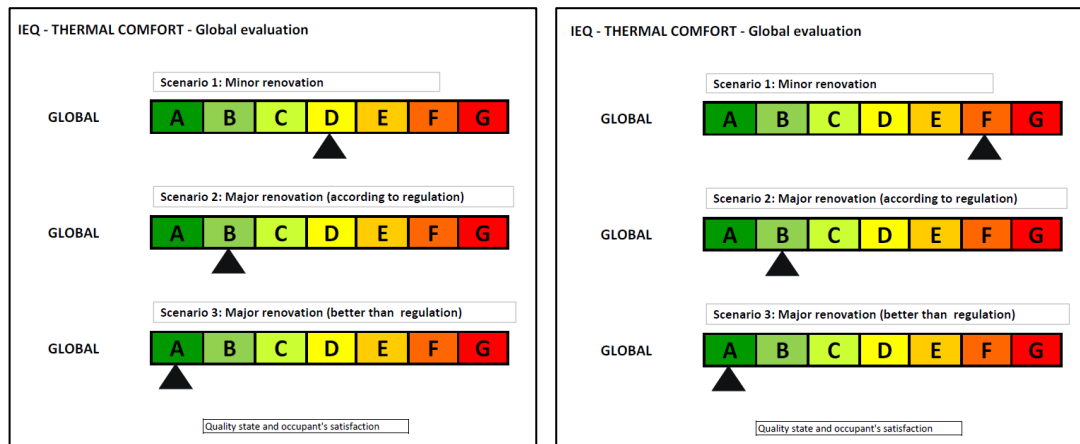 IEQ - THERMAL COMFORT - Global evaluation
Scenario 1: Minor renovation
GLOBAL A B C D E F G
Scenario 2: Major renovation (according to regulation)
GLOBAL A B C D E F G
Scenario 3: Major renovation (better than regulation)
GLOBAL A B C D E F G
Quality state and occupant's satisfaction
IEQ - THERMAL COMFORT - Global evaluation
Scenario 1: Minor renovation
GLOBAL A B C D E F G
Scenario 2: Major renovation (according to regulation)
GLOBAL A B C D E F G
Scenario 3: Major renovation (better than regulation)
GLOBAL A B C D E F G
Quality state and occupant's satisfaction